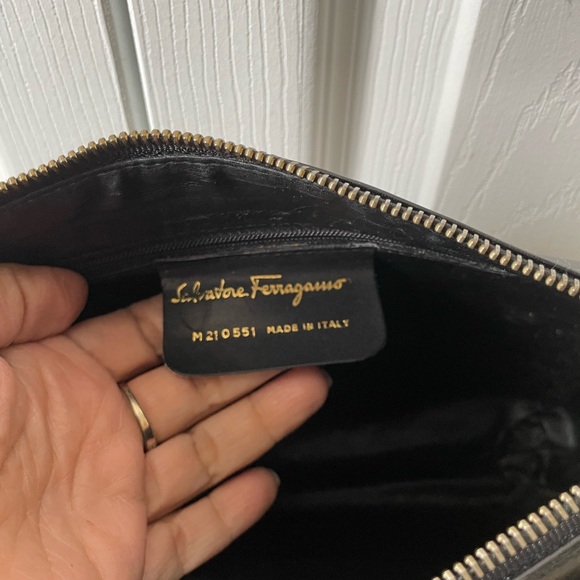 Salvatore Ferragamo
M210551 MADE IN ITALY